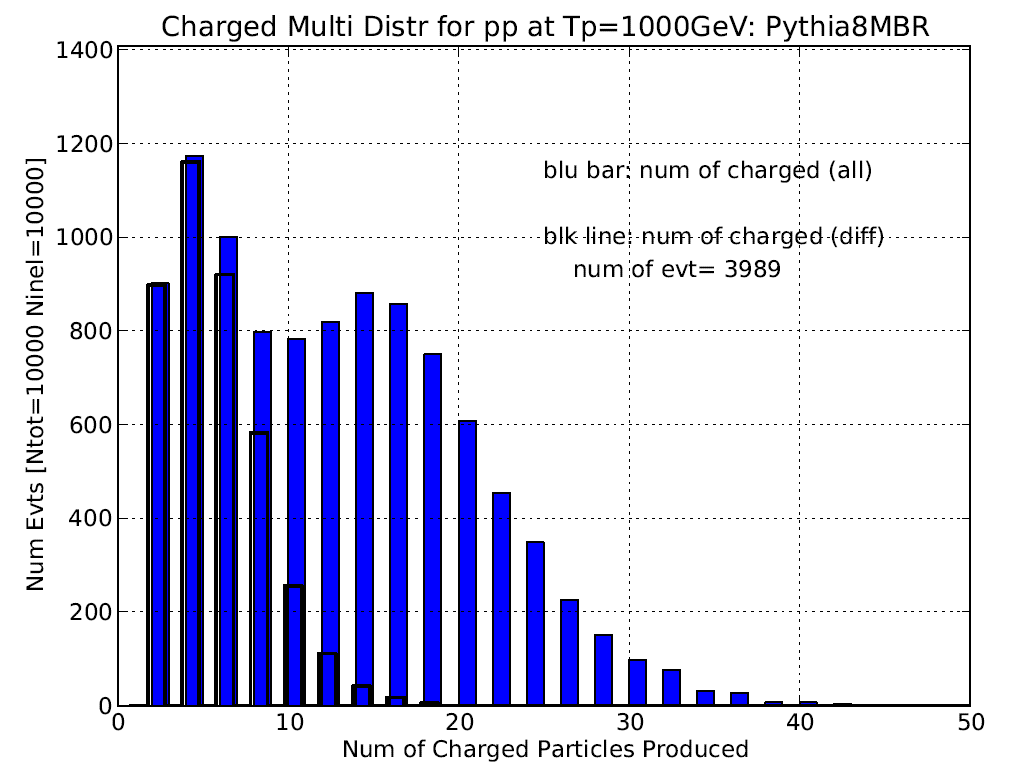 Charged Multi Distr for pp at Tp=1000GeV: Pythia8MBR
Num Evts [Ntot=10000 Ninel=10000]
1400
1200
1000
800
600
400
200
0
blu bar: num of charged (all)
blk line: num of charged (diff)
num of evt= 3989
0 10 20 30 40 50
Num of Charged Particles Produced